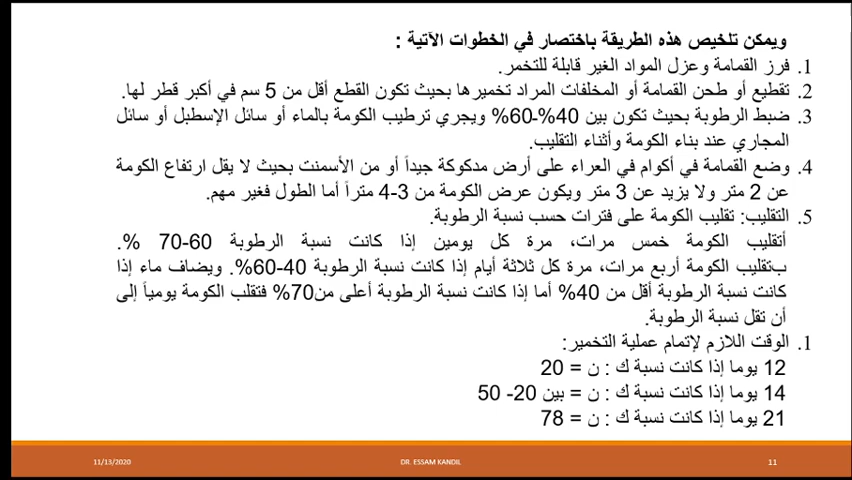 ويمكن تلخيص هذه الطريقة باختصار في الخطوات الآتية :
1. فرز القمامة وعزل المواد الغير قابلة للتخمر.
2. تقطيع أو طحن القمامة أو المخلفات المراد تخميرها بحيث تكون القطع أقل من 5 سم في أكبر قطر لها.
3. ضبط الرطوبة بحيث تكون بين 40%-60% ويجري ترطيب الكومة بالماء أو سائل الإسطبل أو سائل
المجاري عند بناء الكومة وأثناء التقليب.
4. وضع القمامة في أكوام في العراء على أرض مدكوكة جيداً أو من الأسمنت بحيث لا يقل ارتفاع الكومة
عن 2 متر ولا يزيد عن 3 متر ويكون عرض الكومة من 3-4 متراً أما الطول فغير مهم.
5. التقليب: تقليب الكومة على فترات حسب نسبة الرطوبة.
أتقليب الكومة خمس مرات، مرة كل يومين إذا كانت نسبة الرطوبة 60-70 %.
بتقليب الكومة أربع مرات، مرة كل ثلاثة أيام إذا كانت نسبة الرطوبة 40-60%. ويضاف ماء إذا
كانت نسبة الرطوبة أقل من 40% أما إذا كانت نسبة الرطوبة أعلى من70% فتقلب الكومة يومياً إلى
أن تقل نسبة الرطوبة.
1. الوقت اللازم لإتمام عملية التخمير:
12 يوما إذا كانت نسبة ك : ن = 20
14 يوما إذا كانت نسبة ك : ن = بين 20- 50
21 يوما إذا كانت نسبة ك : ن = 78
11/13/2020 DR. ESSAM KANDIL 11